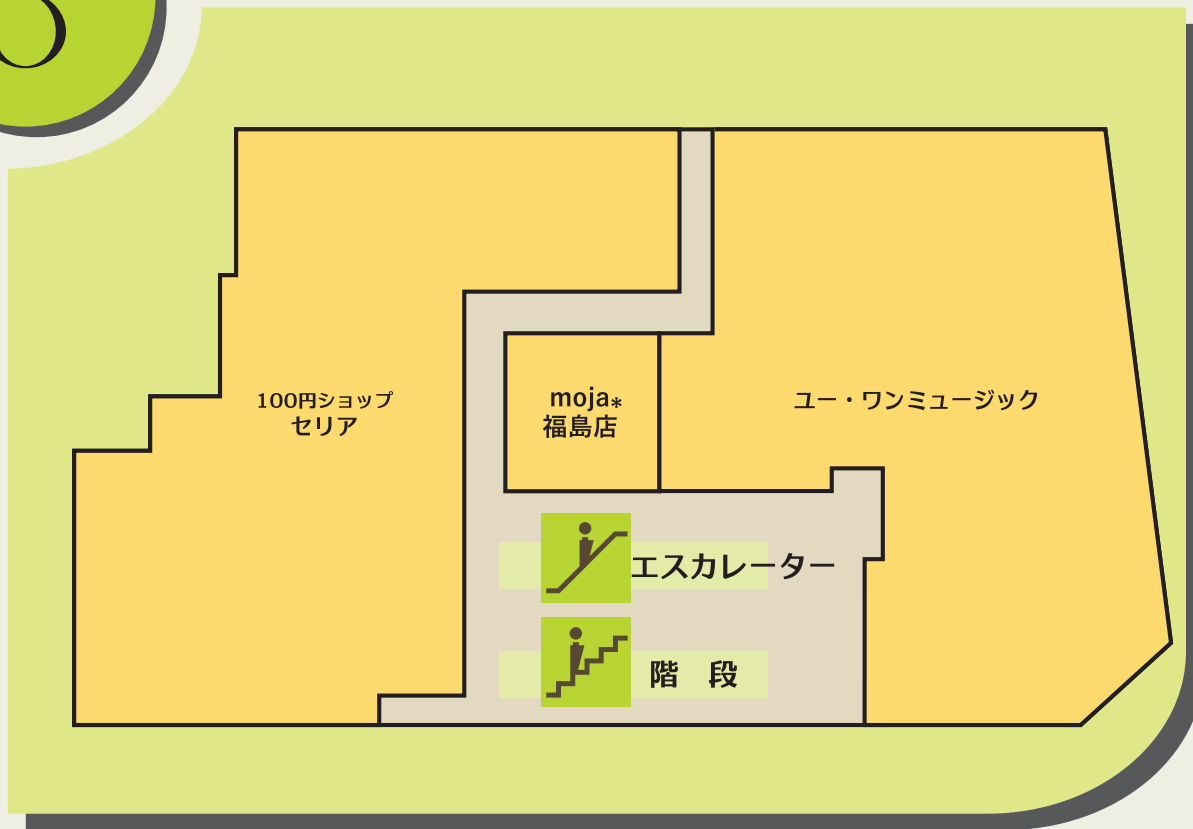 100円ショップ
セリア
moja*
福島店
ユー・ワンミュージック
エスカレーター
階　段